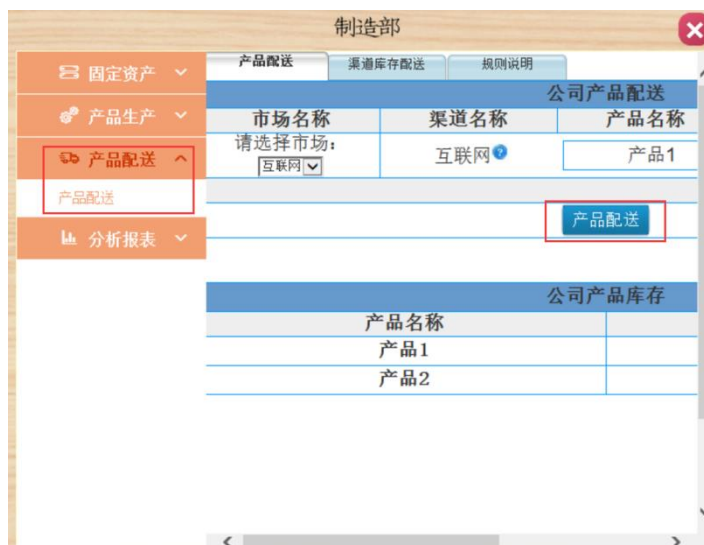 制造部
固定资产
产品生产
产品配送
产品配送
分析报表
产品配送 渠道库存配送 规则说明
公司产品配送
市场名称 渠道名称 产品名称
请选择市场：
互联网 互联网 产品1
产品配送
公司产品库存
产品名称
产品1
产品2